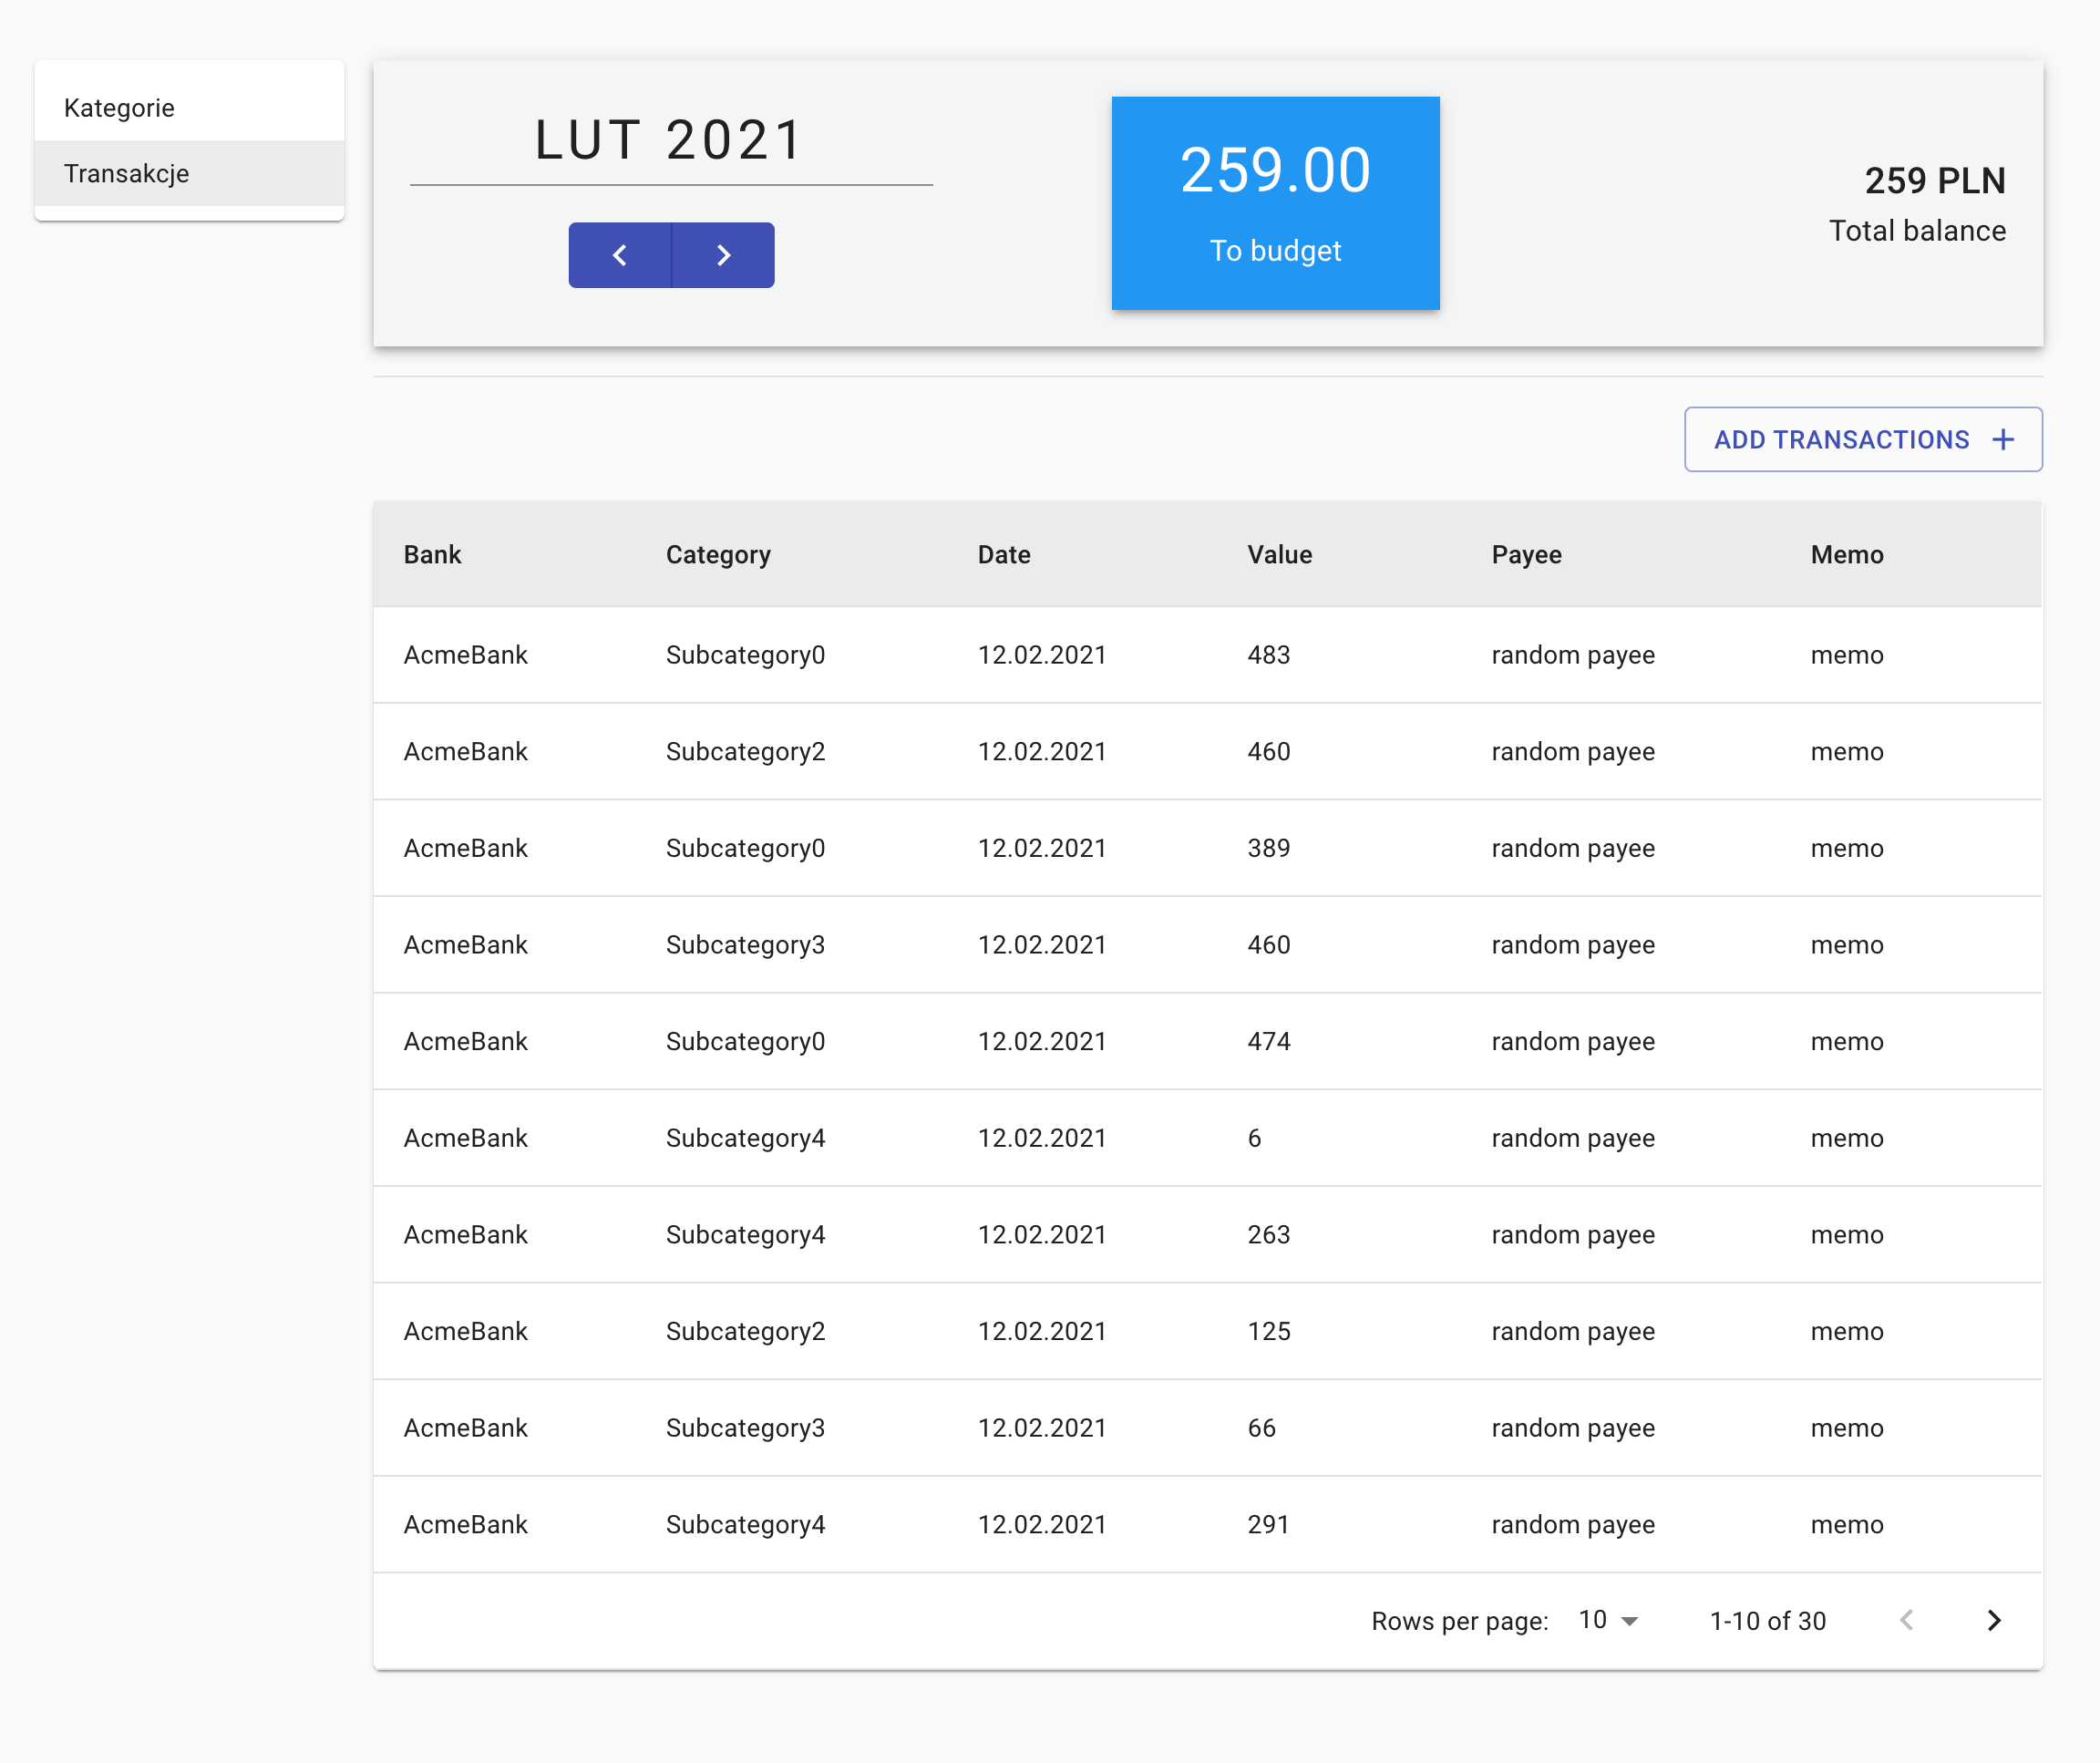 Kategorie
Transakcje
LUT 2021
259.00
To budget
259 PLN
Total balance
ADD TRANSACTIONS
Bank Category Date Value Payee Memo
AcmeBank Subcategory0 12.02.2021 483 random payee memo
AcmeBank Subcategory2 12.02.2021 460 random payee memo
AcmeBank Subcategory0 12.02.2021 389 random payee memo
AcmeBank Subcategory3 12.02.2021 460 random payee memo
AcmeBank Subcategory0 12.02.2021 474 random payee memo
AcmeBank Subcategory4 12.02.2021 6 random payee memo
AcmeBank Subcategory4 12.02.2021 263 random payee memo
AcmeBank Subcategory2 12.02.2021 125 random payee memo
AcmeBank Subcategory3 12.02.2021 66 random payee memo
AcmeBank Subcategory4 12.02.2021 291 random payee memo
Rows per page: 10 1-10 of 30